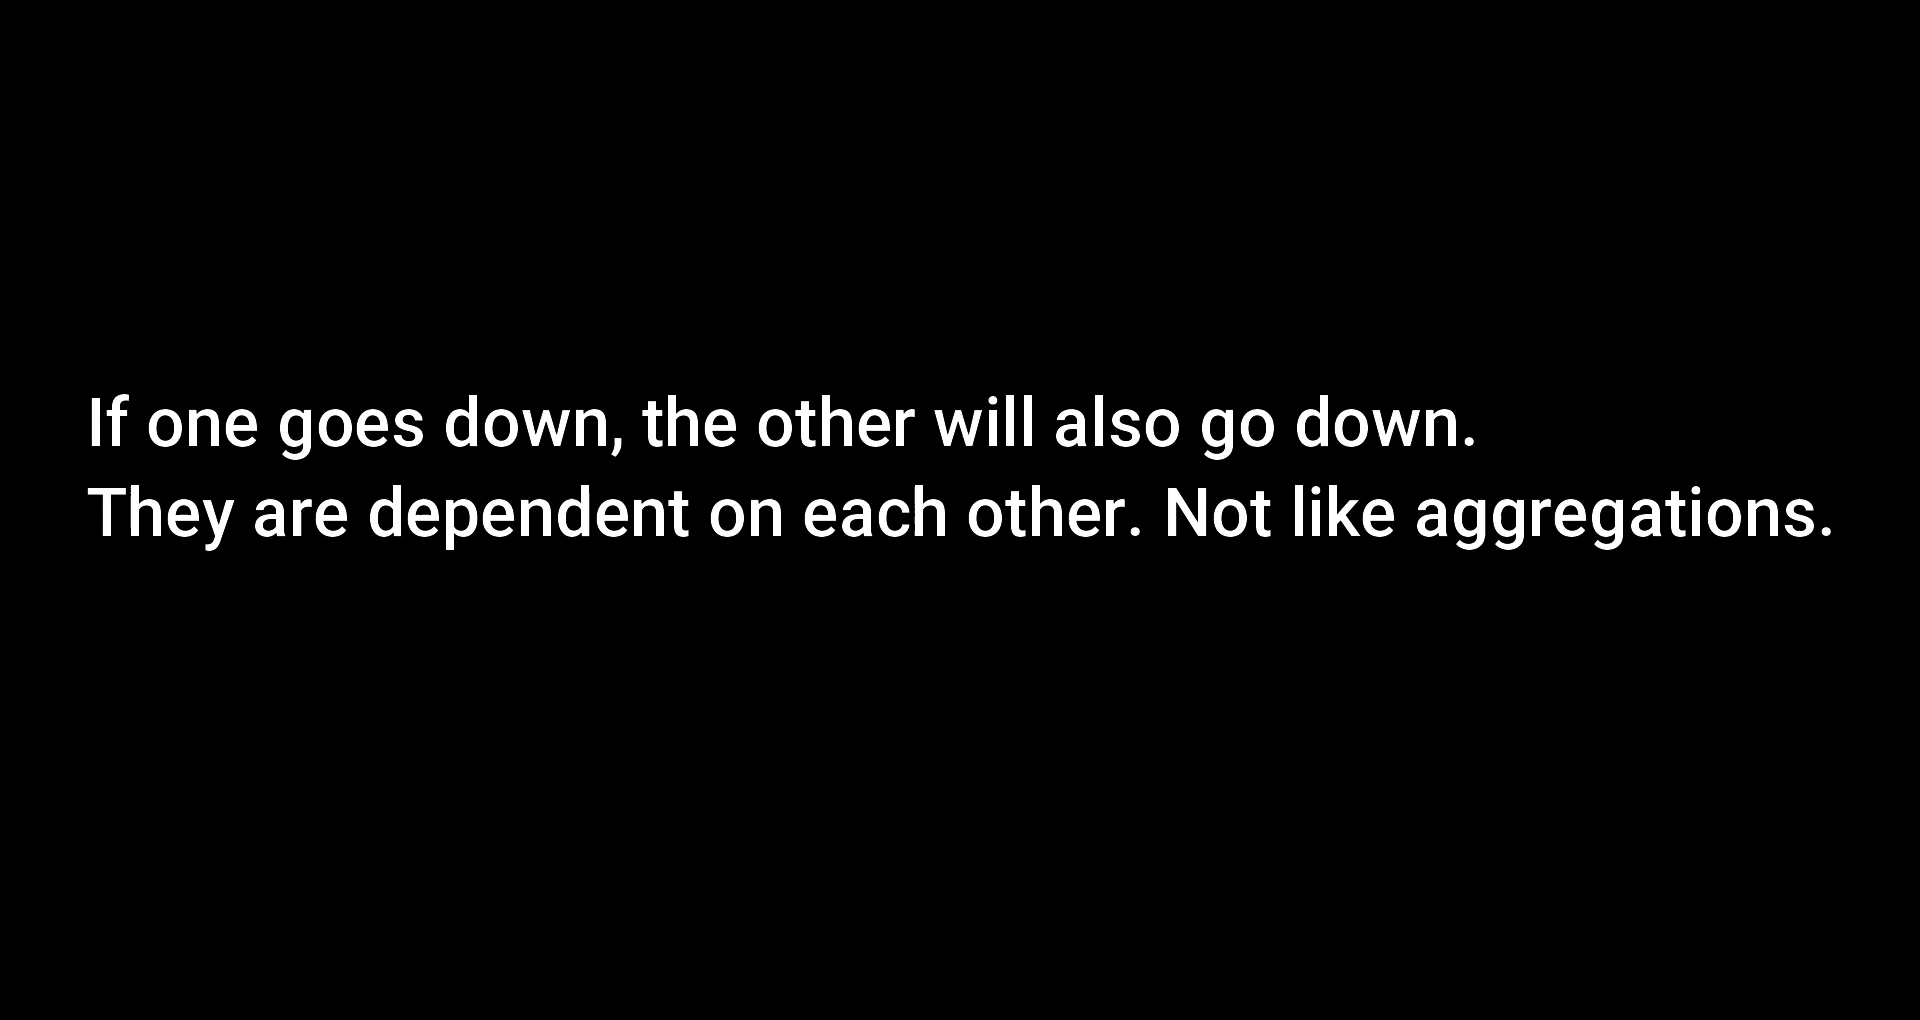 If one goes down, the other will also go down.
They are dependent on each other. Not like aggregations.